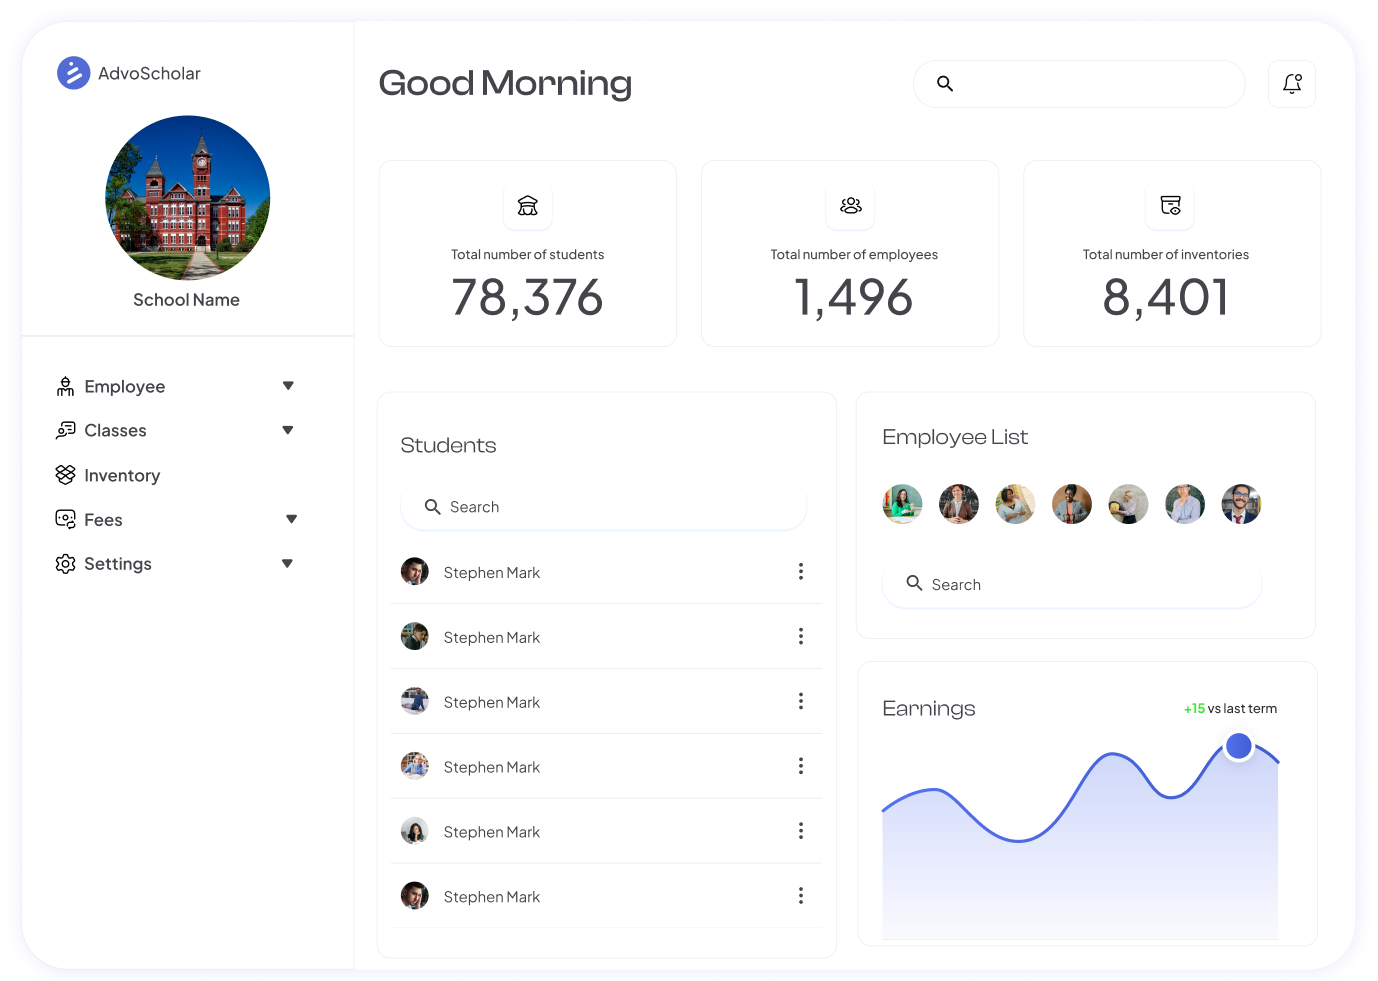 AdvoScholar
School Name
Employee
Classes
Inventory
Fees
Settings
Good Morning
Total number of students
78,376
Total number of employees
1,496
Total number of inventories
8,401
Students
Search
Stephen Mark
Stephen Mark
Stephen Mark
Stephen Mark
Stephen Mark
Stephen Mark
Employee List
Search
Earnings
+15 vs last term